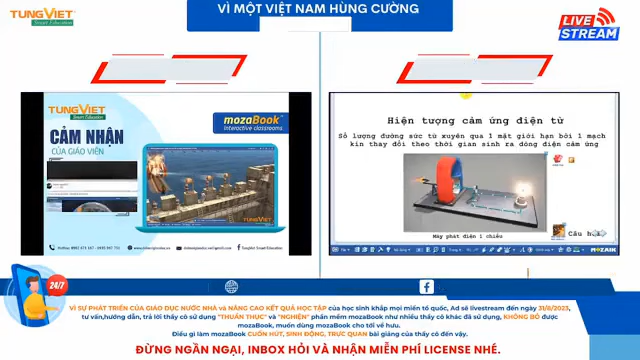 TUNG VIET
Smart Education
VÌ MỘT VIỆT NAM HÙNG CƯỜNG
LIVE
STREAM
TUNG VIET
Smart Education
CẢM NHẬN
CỦA GIÁO VIÊN
mozaBook
Interactive classrooms
TUNGVIET
Hiện tượng cảm ứng điện từ
Số lượng đường sức từ xuyên qua 1 mặt giới hạn bởi 1 mạch
kín thay đổi theo thời gian sinh ra dòng điện cảm ứng
Máy phát điện 1 chiều
Câu h
MOZAIK
24/7
VÌ SỰ PHÁT TRIỂN CỦA GIÁO DỤC NƯỚC NHÀ và NÂNG CAO KẾT QUẢ HỌC TẬP của học sinh khắp mọi miền tổ quốc, Ad sẽ livestream đến ngày 31/8/2023,
tư vấn,hướng dẫn, trả lời thầy cô sử dụng "THUẦN THỤC" và "NGHIỆN" phần mềm mozaBook như nhiều thầy cô khác đã sử dụng, KHÔNG BỎ được
mozaBook, muốn dùng mozaBook cho tới về hưu.
Điều gì làm mozaBook CUỐN HÚT, SINH ĐỘNG, TRỰC QUAN bài giảng của thầy cô đến vậy.
ĐỪNG NGẦN NGẠI, INBOX HỎI VÀ NHẬN MIỄN PHÍ LICENSE NHÉ.